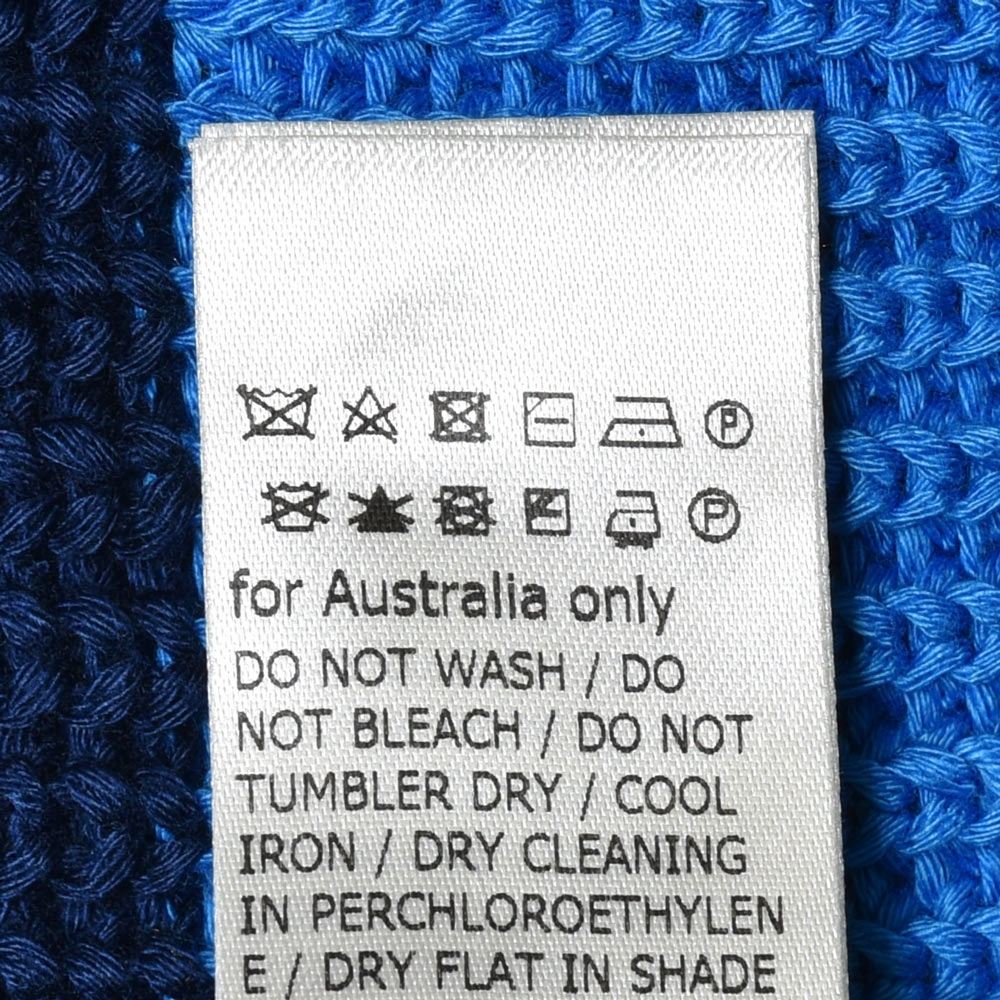 P
P
for Australia only
DO NOT WASH / DO
NOT BLEACH / DO NOT
TUMBLER DRY / COOL
IRON / DRY CLEANING
IN PERCHLOROETHYLEN
E / DRY FLAT IN SHADE